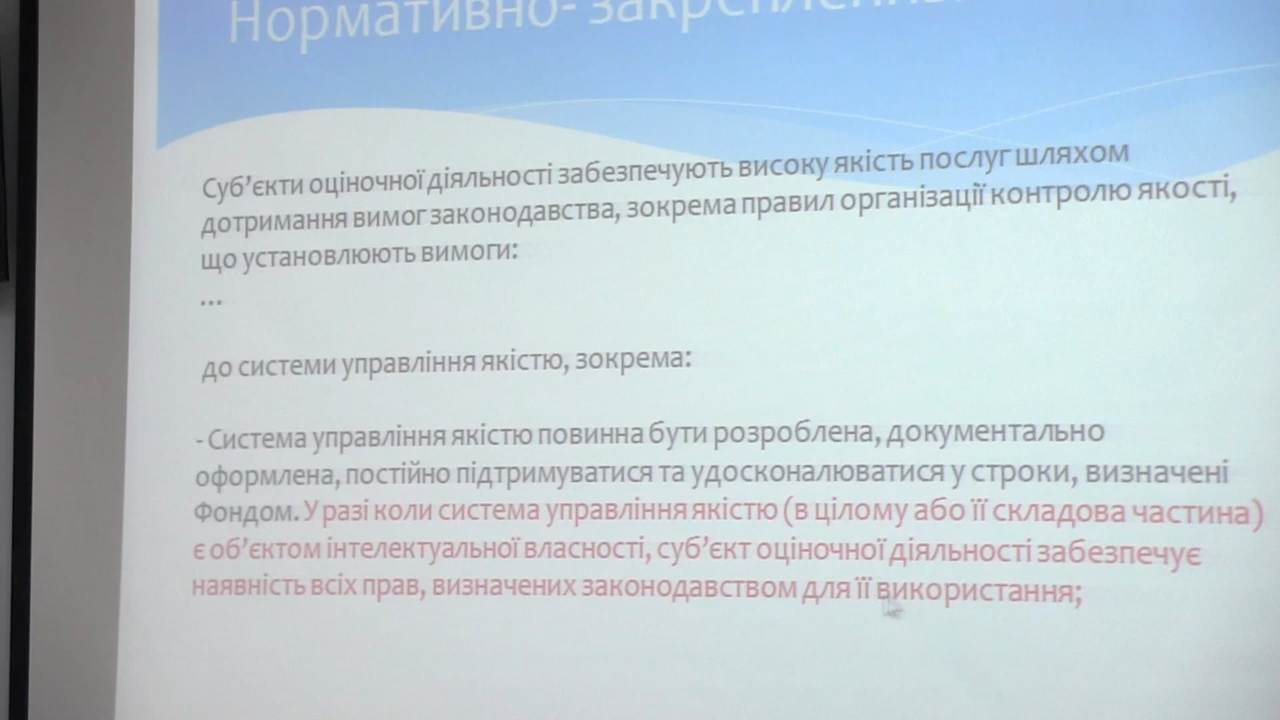 Нормативно- закріплення
Суб’єкти оціночної діяльності забезпечують високу якість послуг шляхом
дотримання вимог законодавства, зокрема правил організації контролю якості,
що установлюють вимоги:
...
до системи управління якістю, зокрема:
- Система управління якістю повинна бути розроблена, документально
оформлена, постійно підтримуватися та удосконалюватися у строки, визначені
Фондом. У разі коли система управління якістю (в цілому або її складова частина)
є об’єктом інтелектуальної власності, суб’єкт оціночної діяльності забезпечує
наявність всіх прав, визначених законодавством для її використання;